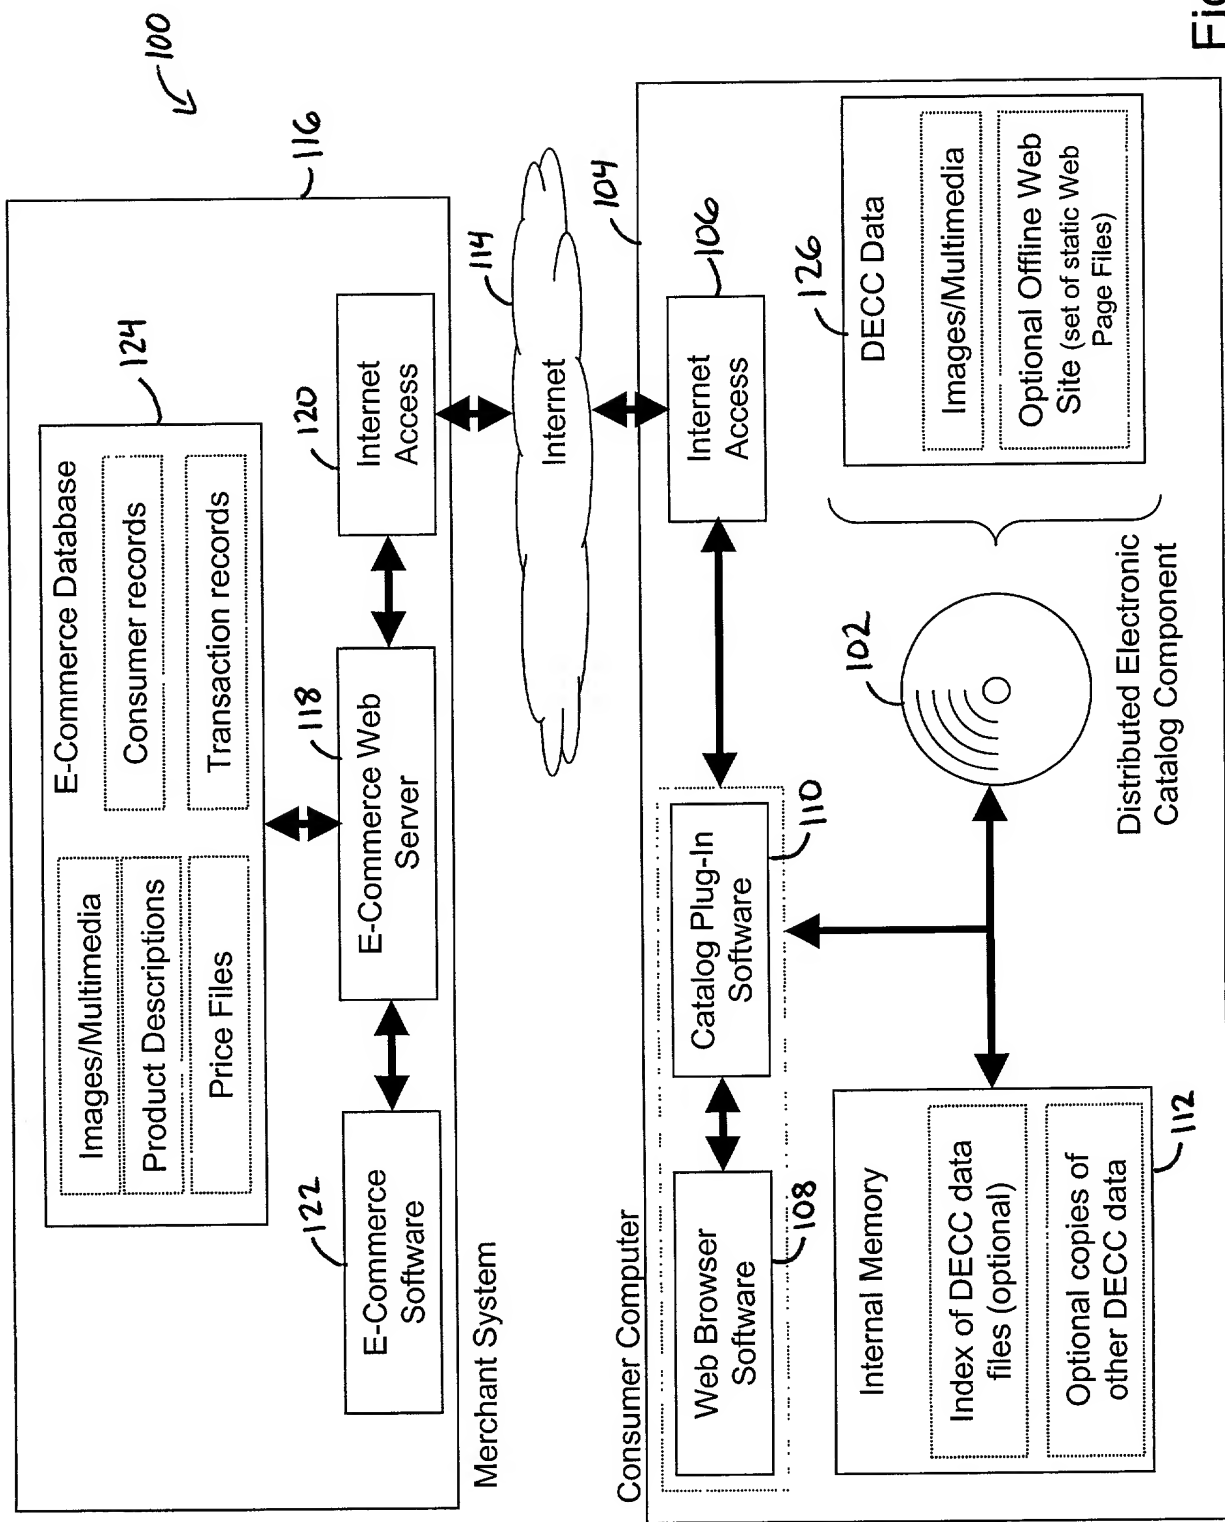 100
116
124
E-Commerce Database
Images/Multimedia
Product Descriptions
Price Files
Consumer records
Transaction records
122
E-Commerce
Software
118
E-Commerce Web
Server
120
Internet
Access
Merchant System
114
Internet
Consumer Computer
104
108
Web Browser
Software
110
Catalog Plug-In
Software
106
Internet
Access
Internal Memory
Index of DECC data
files (optional)
Optional copies of
other DECC data
112
102
Distributed Electronic
Catalog Component
126
DECC Data
Images/Multimedia
Optional Offline Web
Site (set of static Web
Page Files)